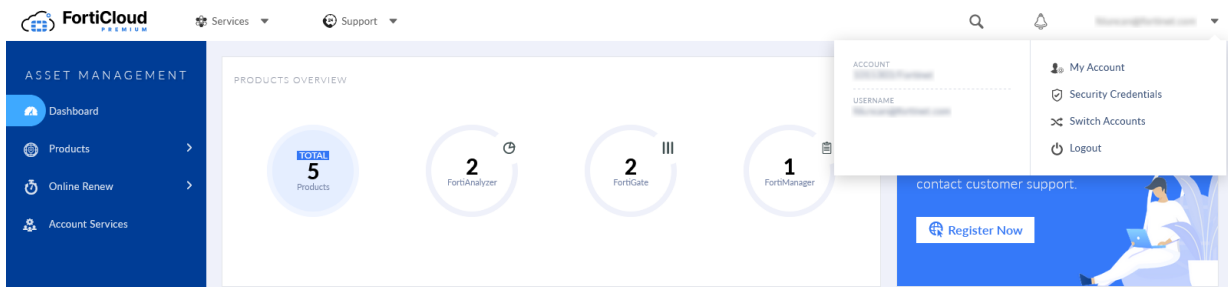 FortiCloud
PREMIUM
Services
Support
ASSET MANAGEMENT
Dashboard
Products
Online Renew
Account Services
PRODUCTS OVERVIEW
TOTAL
5
Products
2
FortiAnalyzer
2
FortiGate
1
FortiManager
ACCOUNT
USERNAME
My Account
Security Credentials
Switch Accounts
Logout
contact customer support.
Register Now